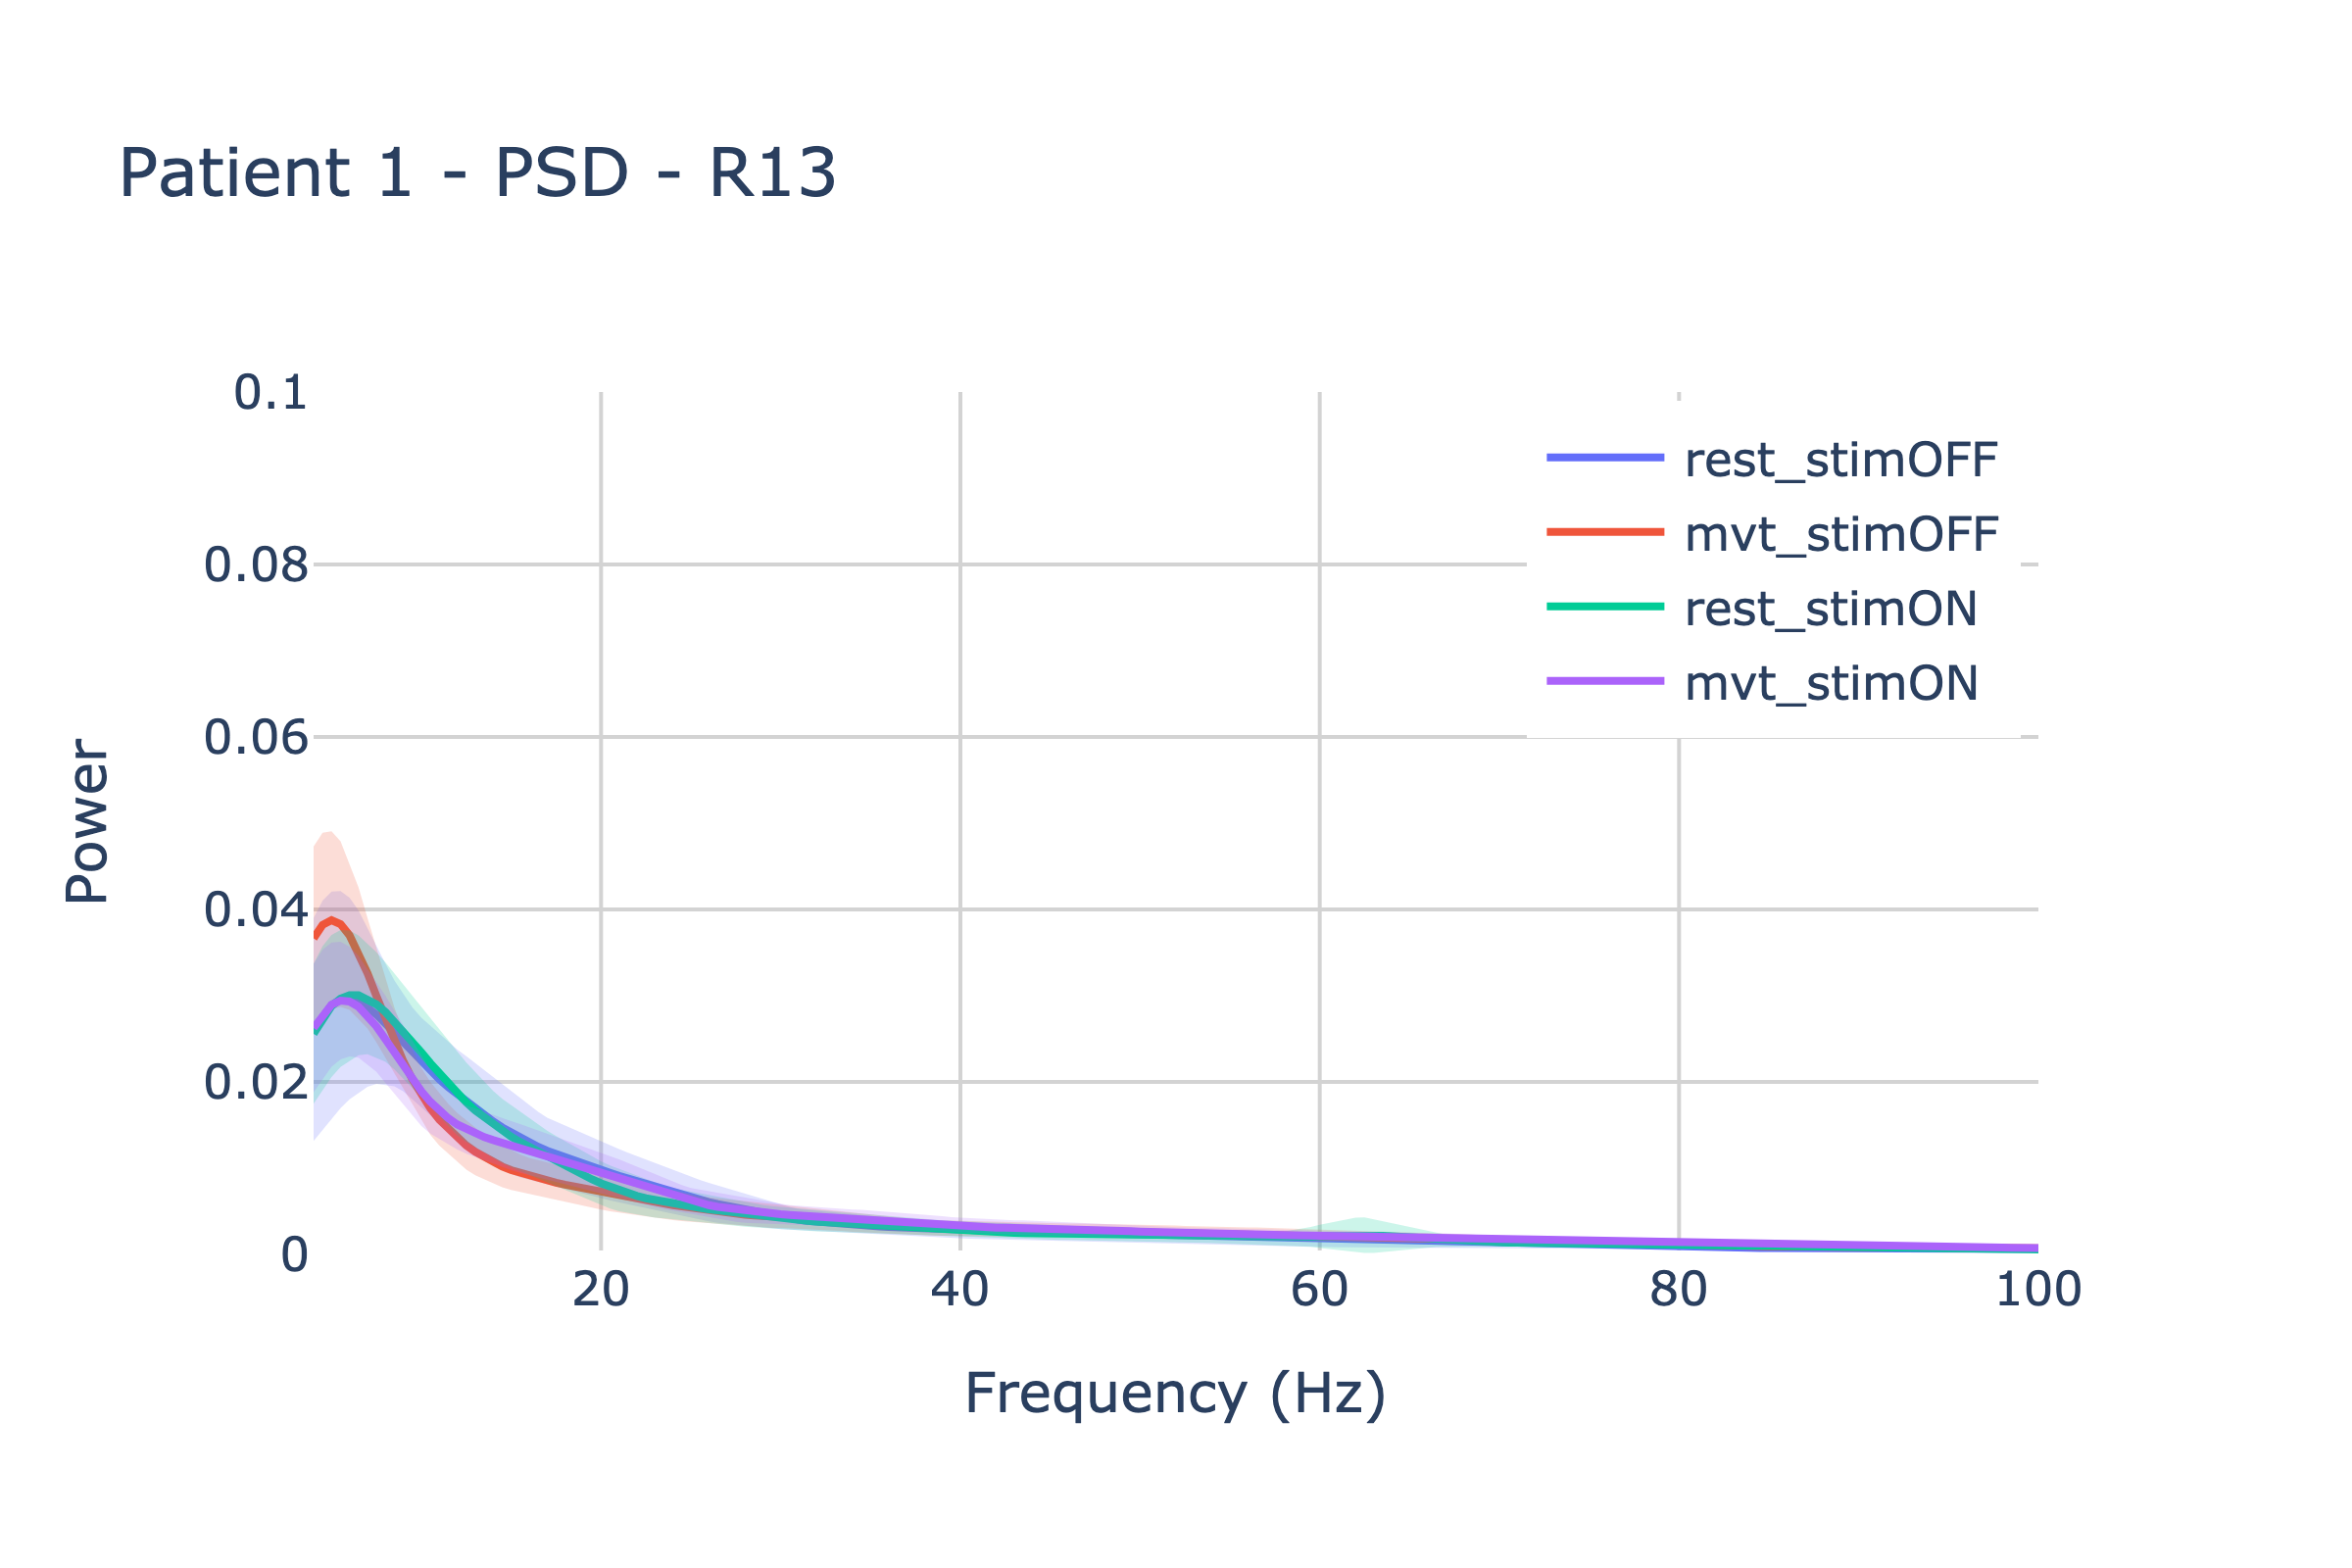 Patient 1 - PSD - R13
0.1
0.08
0.06
0.04
0.02
0
Power
rest_stimOFF
mvt_stimOFF
rest_stimON
mvt_stimON
20 40 60 80 100
Frequency (Hz)